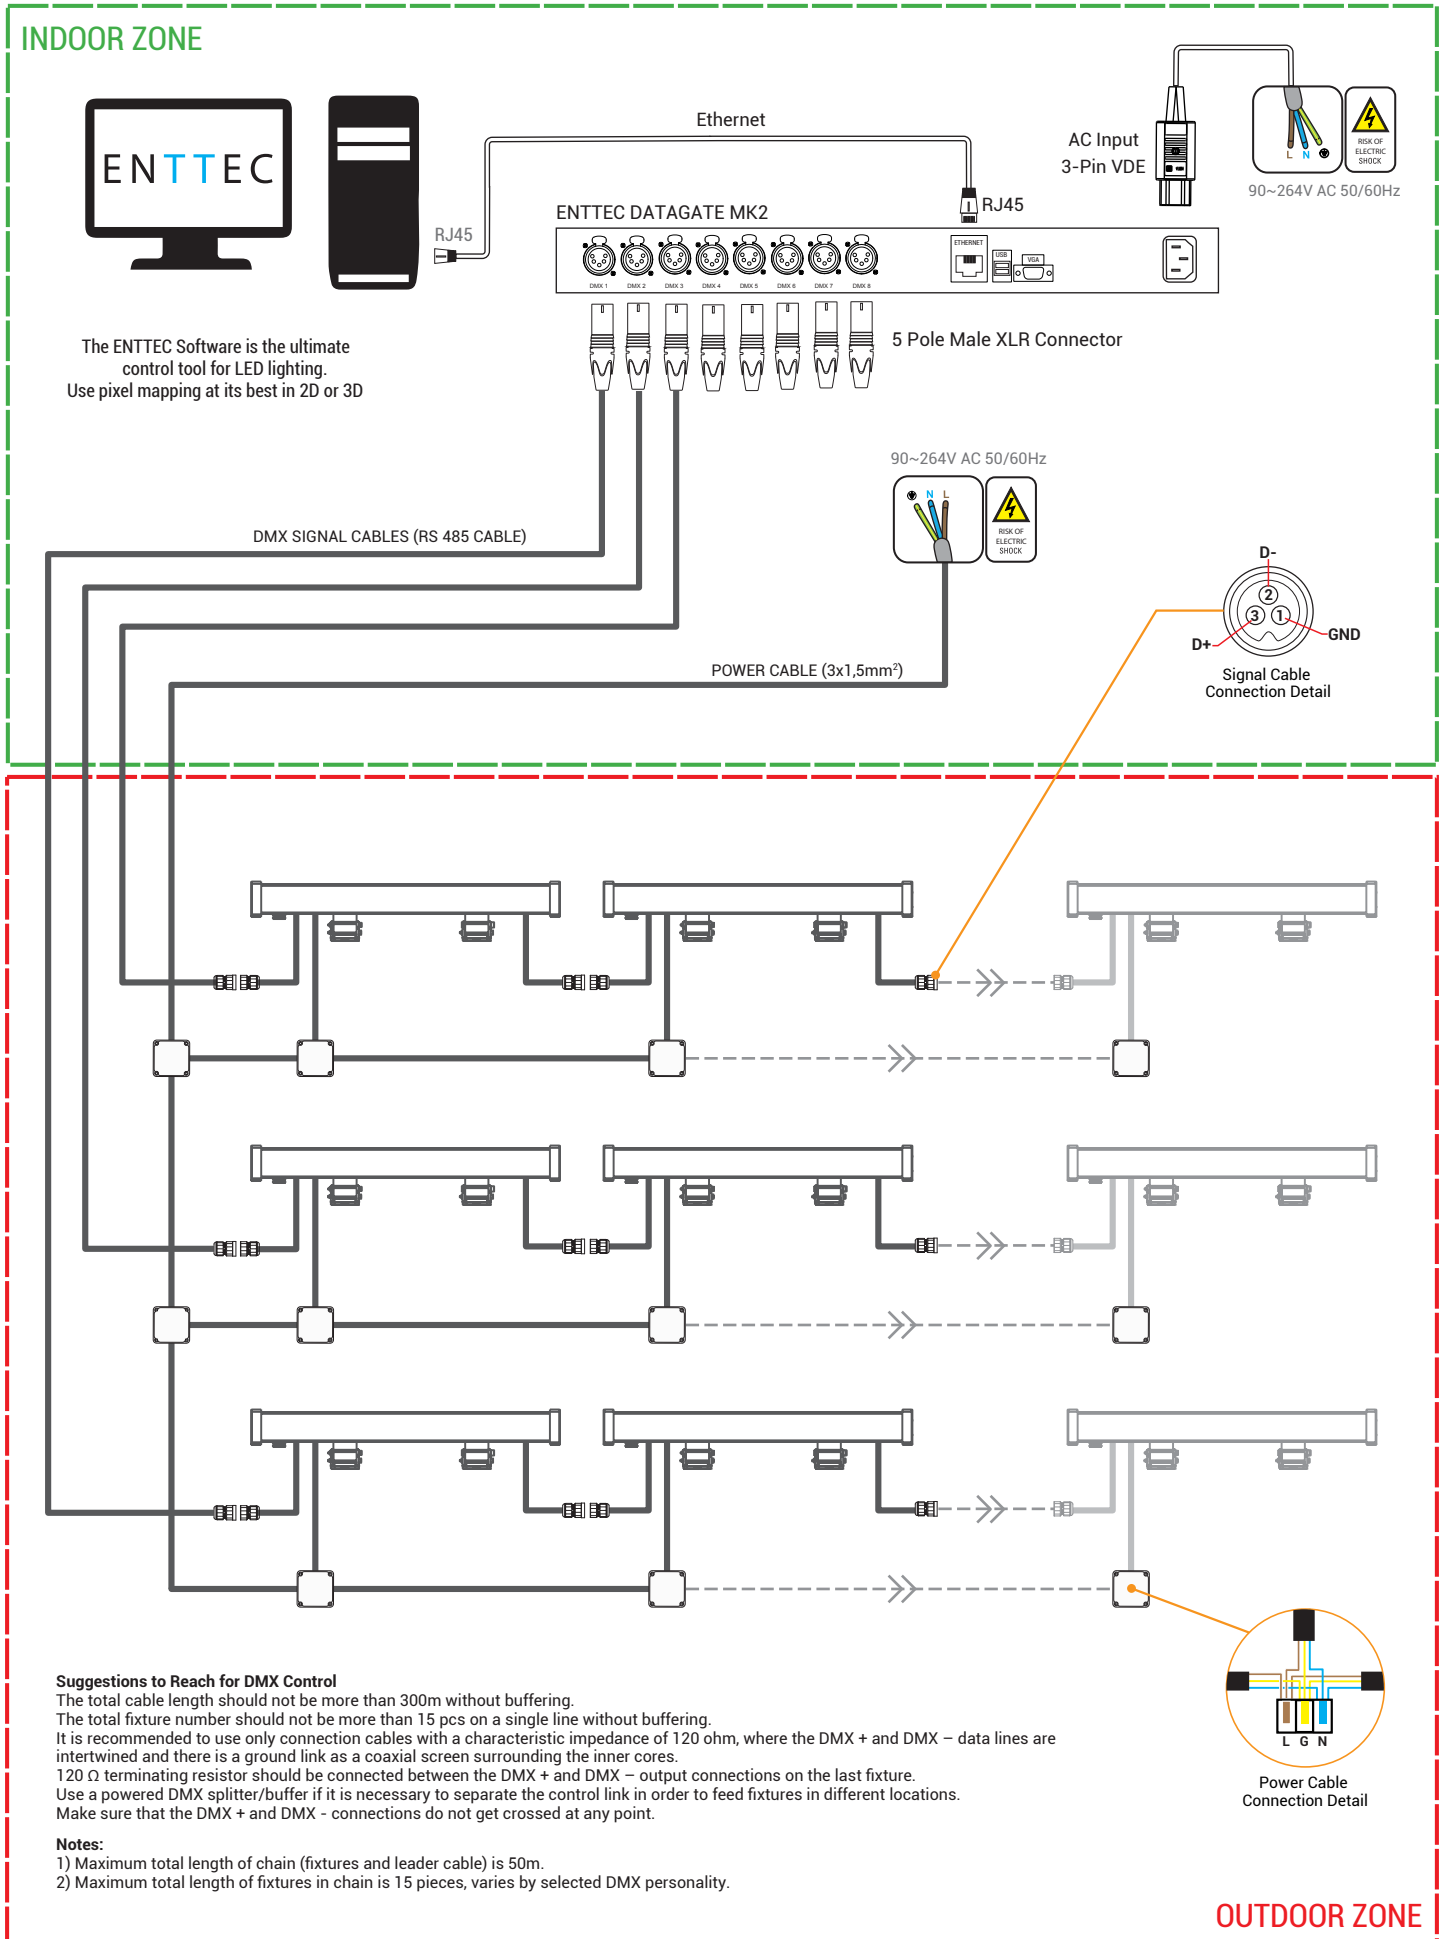 INDOOR ZONE
ENTTEC
Ethernet
RJ45
RJ45
AC Input
3-Pin VDE
L N
RISK OF
ELECTRIC
SHOCK
90~264V AC 50/60Hz
ENTTEC DATAGATE MK2
ETHERNET
USB
VGA
DMX 1 DMX 2 DMX 3 DMX 4 DMX 5 DMX 6 DMX 7 DMX 8
5 Pole Male XLR Connector
The ENTTEC Software is the ultimate
control tool for LED lighting.
Use pixel mapping at its best in 2D or 3D
90~264V AC 50/60Hz
N L
RISK OF
ELECTRIC
SHOCK
DMX SIGNAL CABLES (RS 485 CABLE)
D-
2
3 1
D+
GND
Signal Cable
Connection Detail
POWER CABLE (3x1,5mm²)
L G N
Power Cable
Connection Detail
Suggestions to Reach for DMX Control
The total cable length should not be more than 300m without buffering.
The total fixture number should not be more than 15 pcs on a single line without buffering.
It is recommended to use only connection cables with a characteristic impedance of 120 ohm, where the DMX + and DMX – data lines are
intertwined and there is a ground link as a coaxial screen surrounding the inner cores.
120 Ω terminating resistor should be connected between the DMX + and DMX – output connections on the last fixture.
Use a powered DMX splitter/buffer if it is necessary to separate the control link in order to feed fixtures in different locations.
Make sure that the DMX + and DMX - connections do not get crossed at any point.
Notes:
1) Maximum total length of chain (fixtures and leader cable) is 50m.
2) Maximum total length of fixtures in chain is 15 pieces, varies by selected DMX personality.
OUTDOOR ZONE